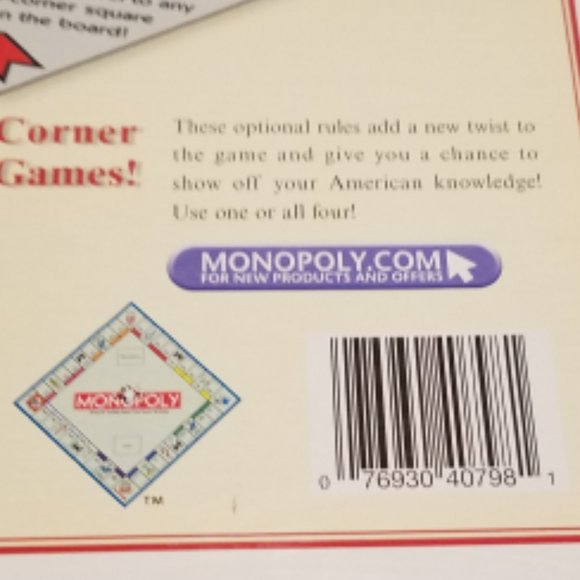 to any
corner square
n the board!
Corner
Games!
These optional rules add a new twist to
the game and give you a chance to
show off your American knowledge!
Use one or all four!
MONOPOLY.COM
FOR NEW PRODUCTS AND OFFERS
MONOPOLY
TM
0 76930 40798 1